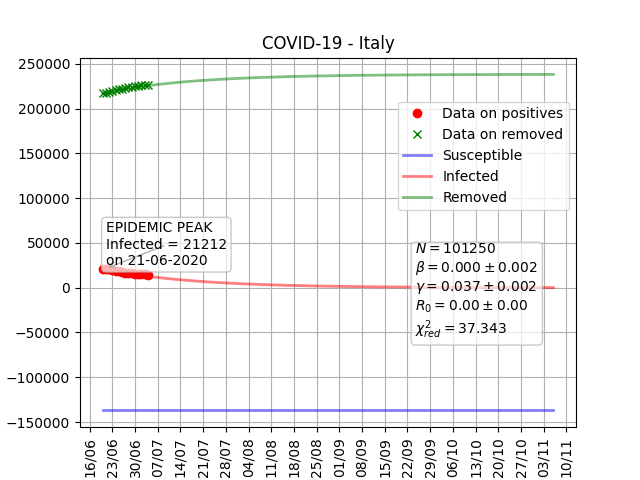 COVID-19 - Italy
250000
200000
150000
100000
50000
0
−50000
−100000
−150000
Data on positives
Data on removed
Susceptible
Infected
Removed
EPIDEMIC PEAK
Infected = 21212
on 21-06-2020
N = 101250
β = 0.000 ± 0.002
γ = 0.037 ± 0.002
R₀ = 0.00 ± 0.00
χ²red = 37.343
16/06
23/06
30/06
07/07
14/07
21/07
28/07
04/08
11/08
18/08
25/08
01/09
08/09
15/09
22/09
29/09
06/10
13/10
20/10
27/10
03/11
10/11